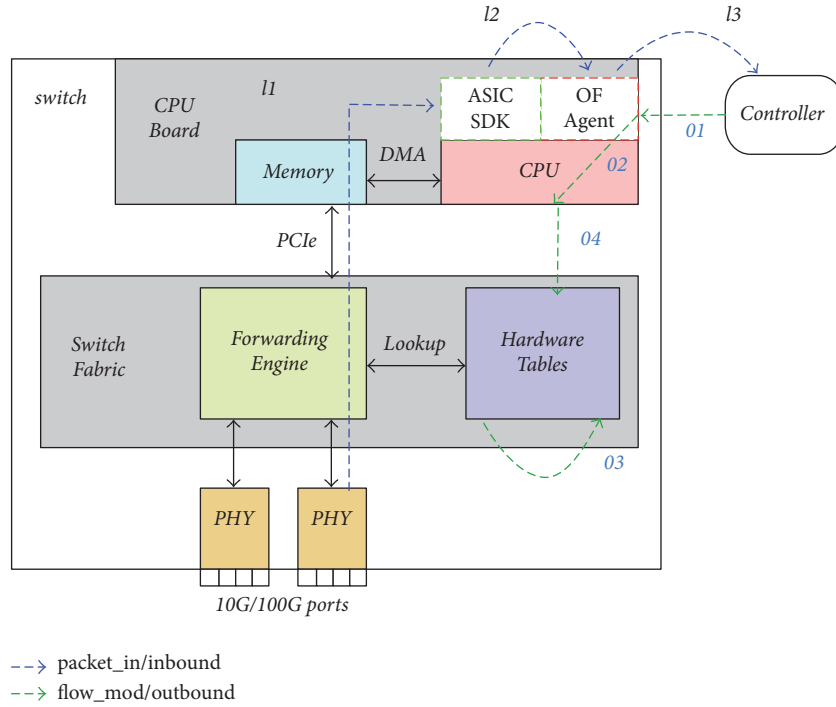 l2
l3
switch
CPU
Board
l1
ASIC
SDK
OF
Agent
Controller
01
Memory
DMA
CPU
02
PCIe
04
Switch
Fabric
Forwarding
Engine
Lookup
Hardware
Tables
03
PHY
PHY
10G/100G ports
packet_in/inbound
flow_mod/outbound